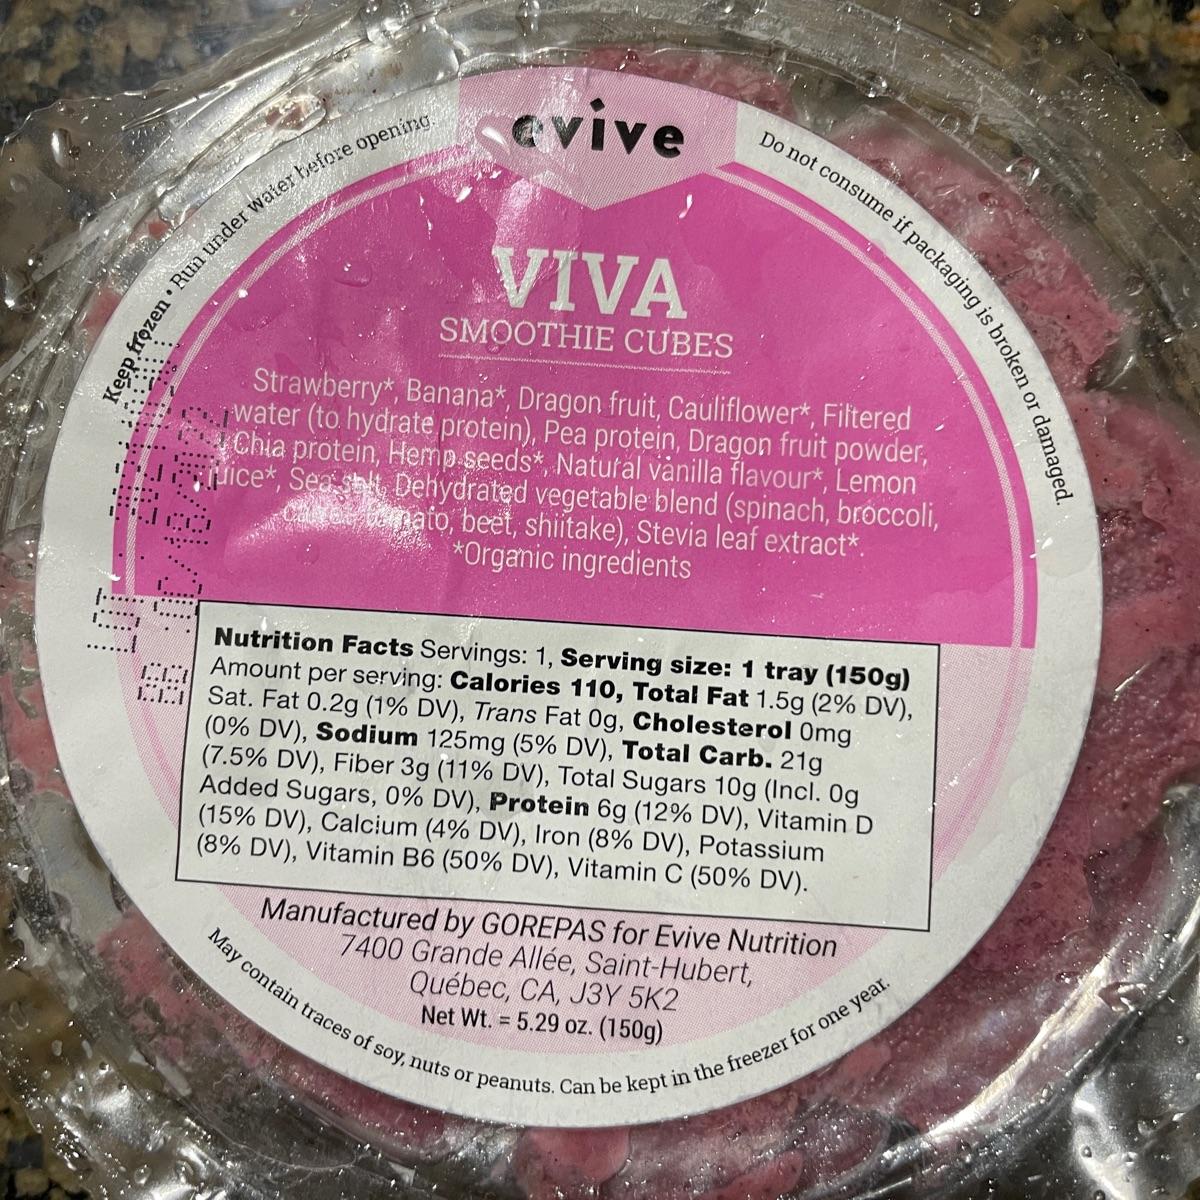 evive
Keep frozen • Run under water before opening.
Do not consume if packaging is broken or damaged.
VIVA
SMOOTHIE CUBES
Strawberry*, Banana*, Dragon fruit, Cauliflower*, Filtered
water (to hydrate protein), Pea protein, Dragon fruit powder,
Chia protein, Hemp seeds*, Natural vanilla flavour*, Lemon
juice*, Sea salt, Dehydrated vegetable blend (spinach, broccoli,
beet, shiitake), Stevia leaf extract*.
*Organic ingredients
Nutrition Facts Servings: 1, Serving size: 1 tray (150g)
Amount per serving: Calories 110, Total Fat 1.5g (2% DV),
Sat. Fat 0.2g (1% DV), Trans Fat 0g, Cholesterol 0mg
(0% DV), Sodium 125mg (5% DV), Total Carb. 21g
(7.5% DV), Fiber 3g (11% DV), Total Sugars 10g (Incl. 0g
Added Sugars, 0% DV), Protein 6g (12% DV), Vitamin D
(15% DV), Calcium (4% DV), Iron (8% DV), Potassium
(8% DV), Vitamin B6 (50% DV), Vitamin C (50% DV).
Manufactured by GOREPAS for Evive Nutrition
7400 Grande Allée, Saint-Hubert,
Québec, CA, J3Y 5K2
Net Wt. = 5.29 oz. (150g)
May contain traces of soy, nuts or peanuts. Can be kept in the freezer for one year.